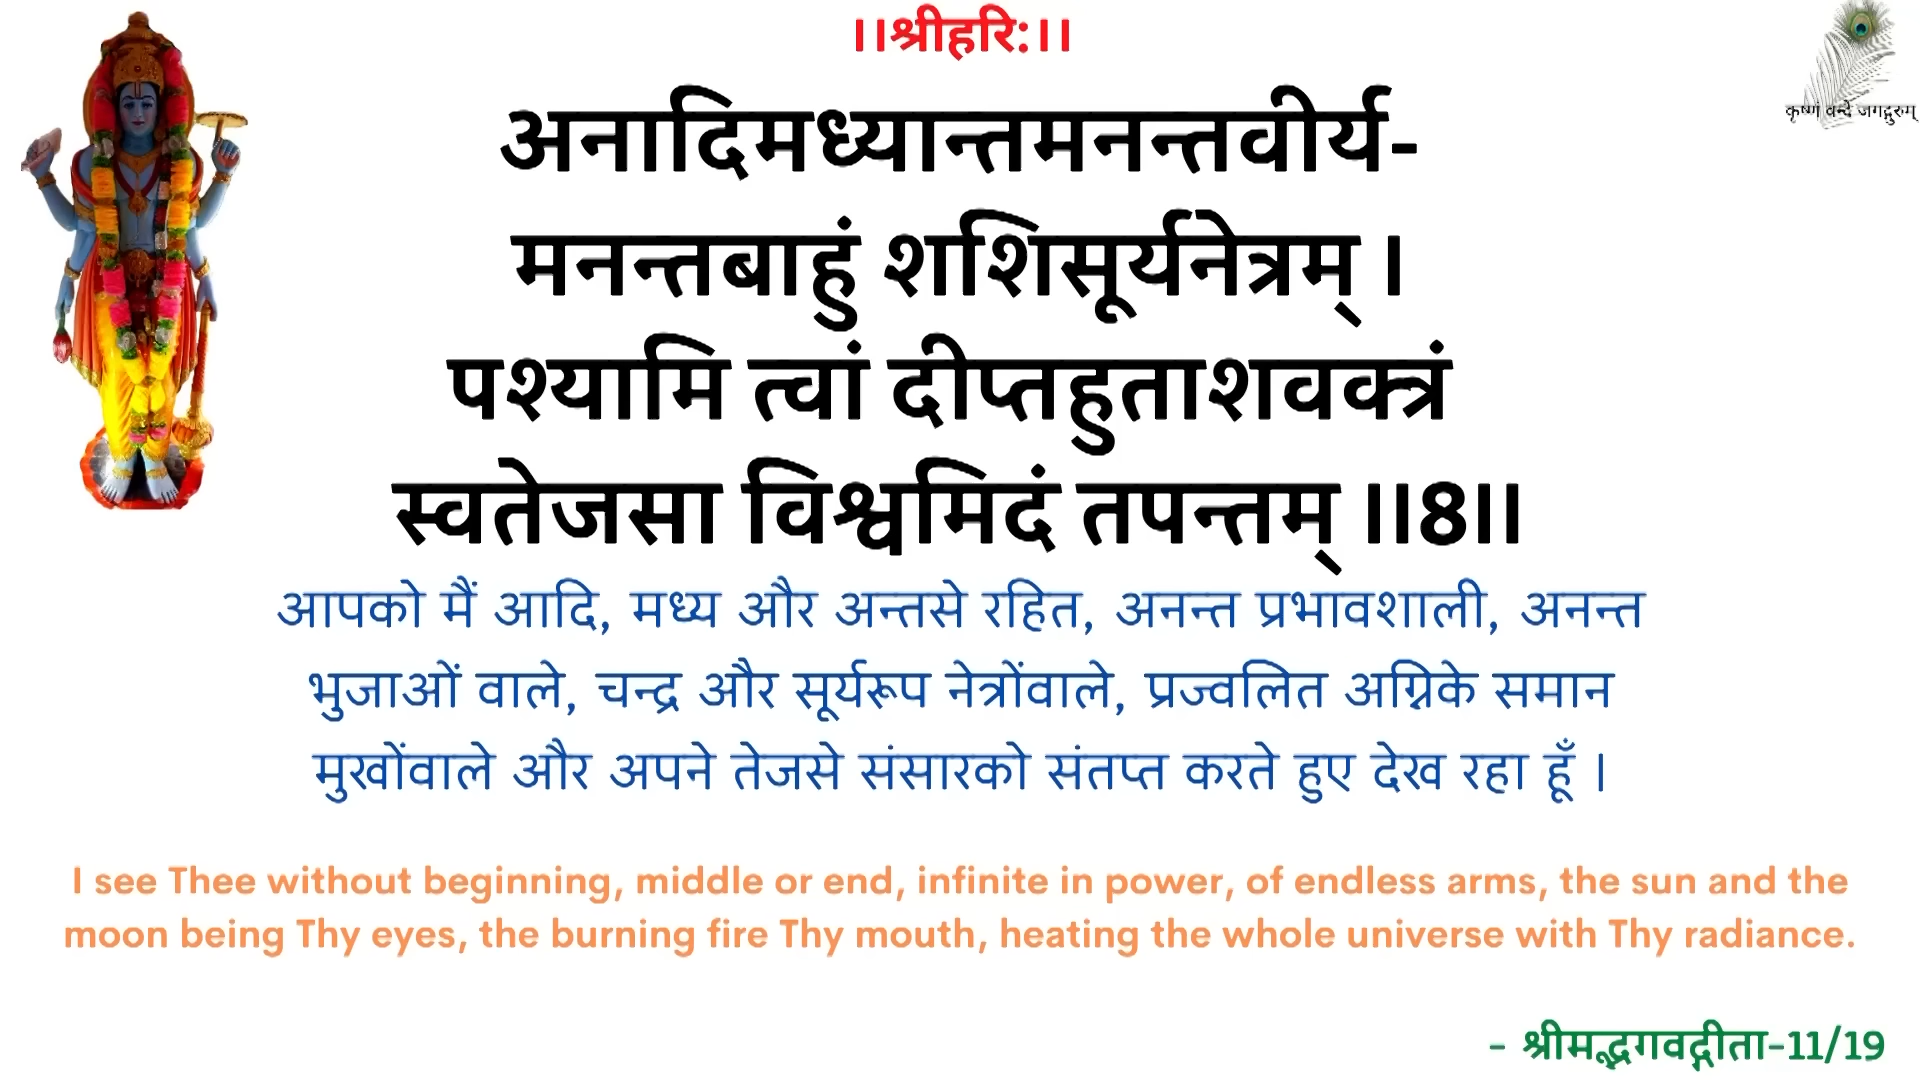 ।।श्रीहरि:।।
कृष्णं वन्दे जगद्गुरुम्
अनादिमध्यान्तमनन्तवीर्य-
मनन्तबाहुं शशिसूर्यनेत्रम् ।
पश्यामि त्वां दीप्तहुताशवक्त्रं
स्वतेजसा विश्वमिदं तपन्तम् ।।8।।
आपको मैं आदि, मध्य और अन्तसे रहित, अनन्त प्रभावशाली, अनन्त
भुजाओं वाले, चन्द्र और सूर्यरूप नेत्रोंवाले, प्रज्वलित अग्निके समान
मुखोंवाले और अपने तेजसे संसारको संतप्त करते हुए देख रहा हूँ ।
I see Thee without beginning, middle or end, infinite in power, of endless arms, the sun and the
moon being Thy eyes, the burning fire Thy mouth, heating the whole universe with Thy radiance.
- श्रीमद्भगवद्गीता-11/19